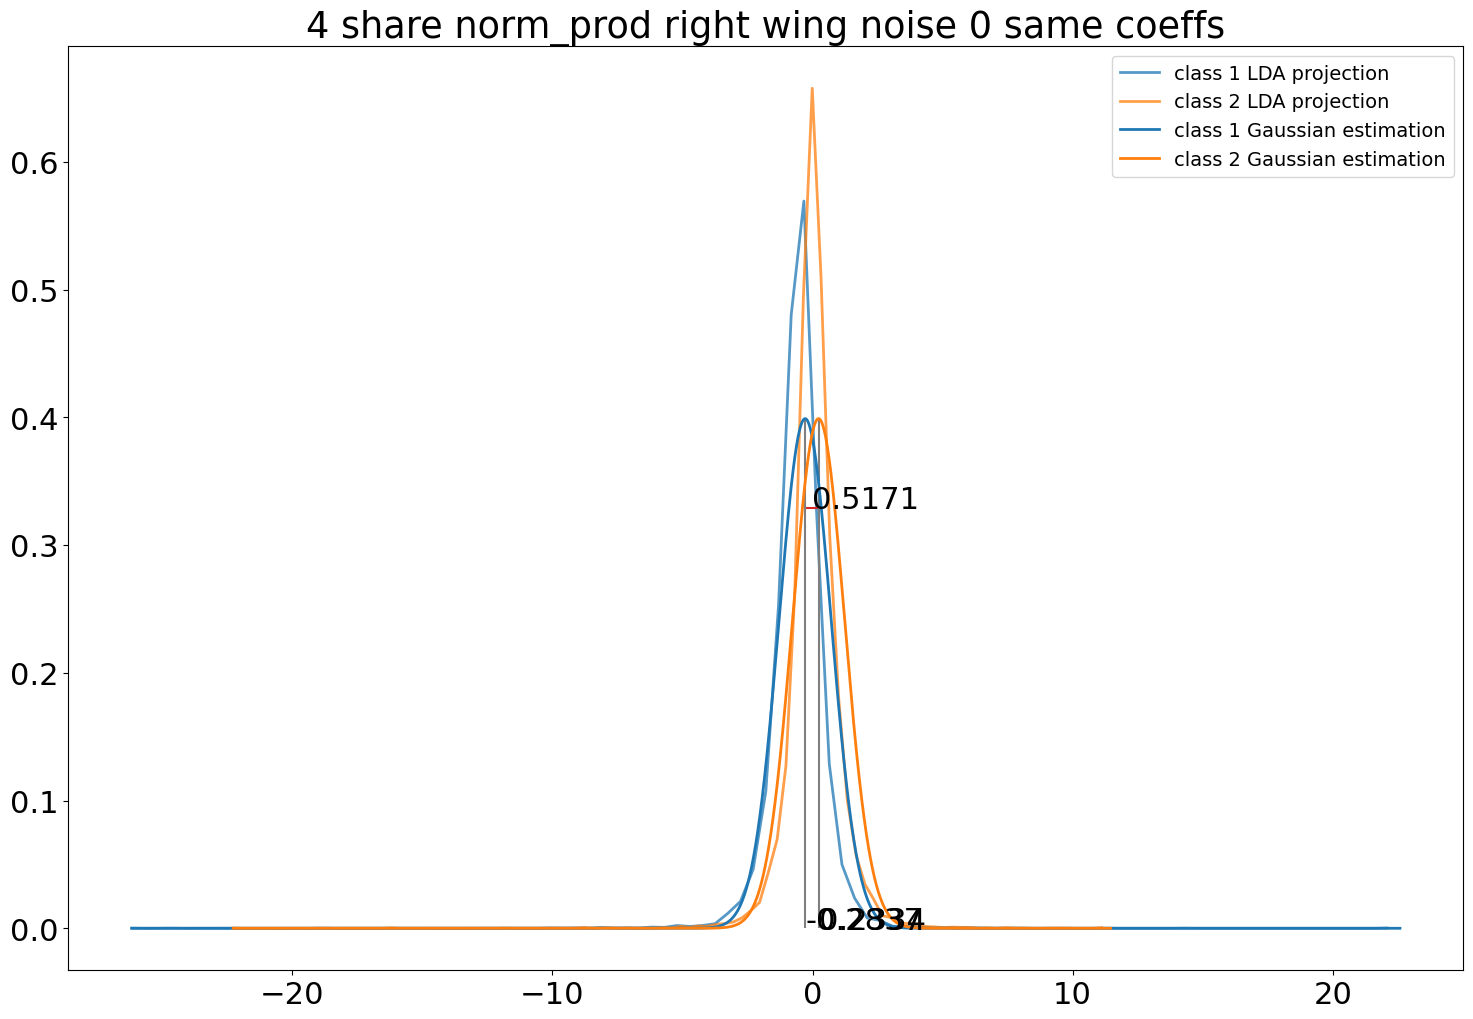 4 share norm_prod right wing noise 0 same coeffs
class 1 LDA projection
class 2 LDA projection
class 1 Gaussian estimation
class 2 Gaussian estimation
0.6
0.5
0.4
0.5171
0.3
0.2
0.1
0.0
−20
−10
0
10
20